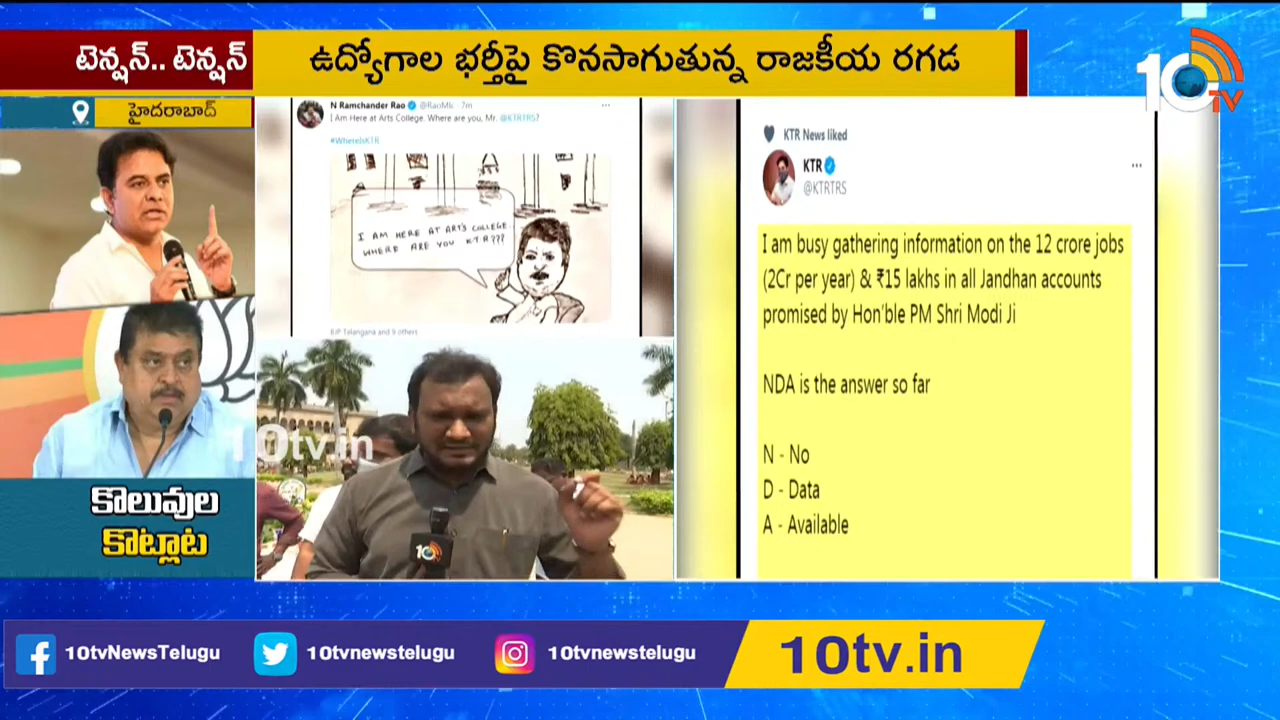 టెన్షన్.. టెన్షన్
ఉద్యోగాల భర్తీపై కొనసాగుతున్న రాజకీయ రగడ
10TV
హైదరాబాద్
N Ramchander Rao @RaoMlc · 7m
I Am Here at Arts College. Where are you, Mr. @KTRTRS?
#WhereIsKTR
I AM HERE AT ART'S COLLEGE
WHERE ARE YOU KTR???
BJP Telangana and 9 others
KTR News liked
KTR
@KTRTRS
I am busy gathering information on the 12 crore jobs
(2Cr per year) & ₹15 lakhs in all Jandhan accounts
promised by Hon'ble PM Shri Modi Ji
NDA is the answer so far
N - No
D - Data
A - Available
10tv.in
10
కొలువుల
కొట్లాట
10tvNewsTelugu
10tvnewstelugu
10tvnewstelugu
10tv.in